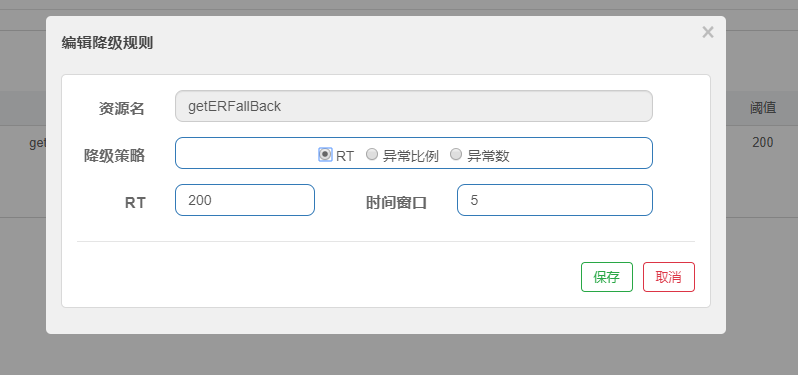 编辑降级规则
×
资源名 getERFallBack
阈值
get
降级策略 RT 异常比例 异常数
200
RT 200 时间窗口 5
保存 取消